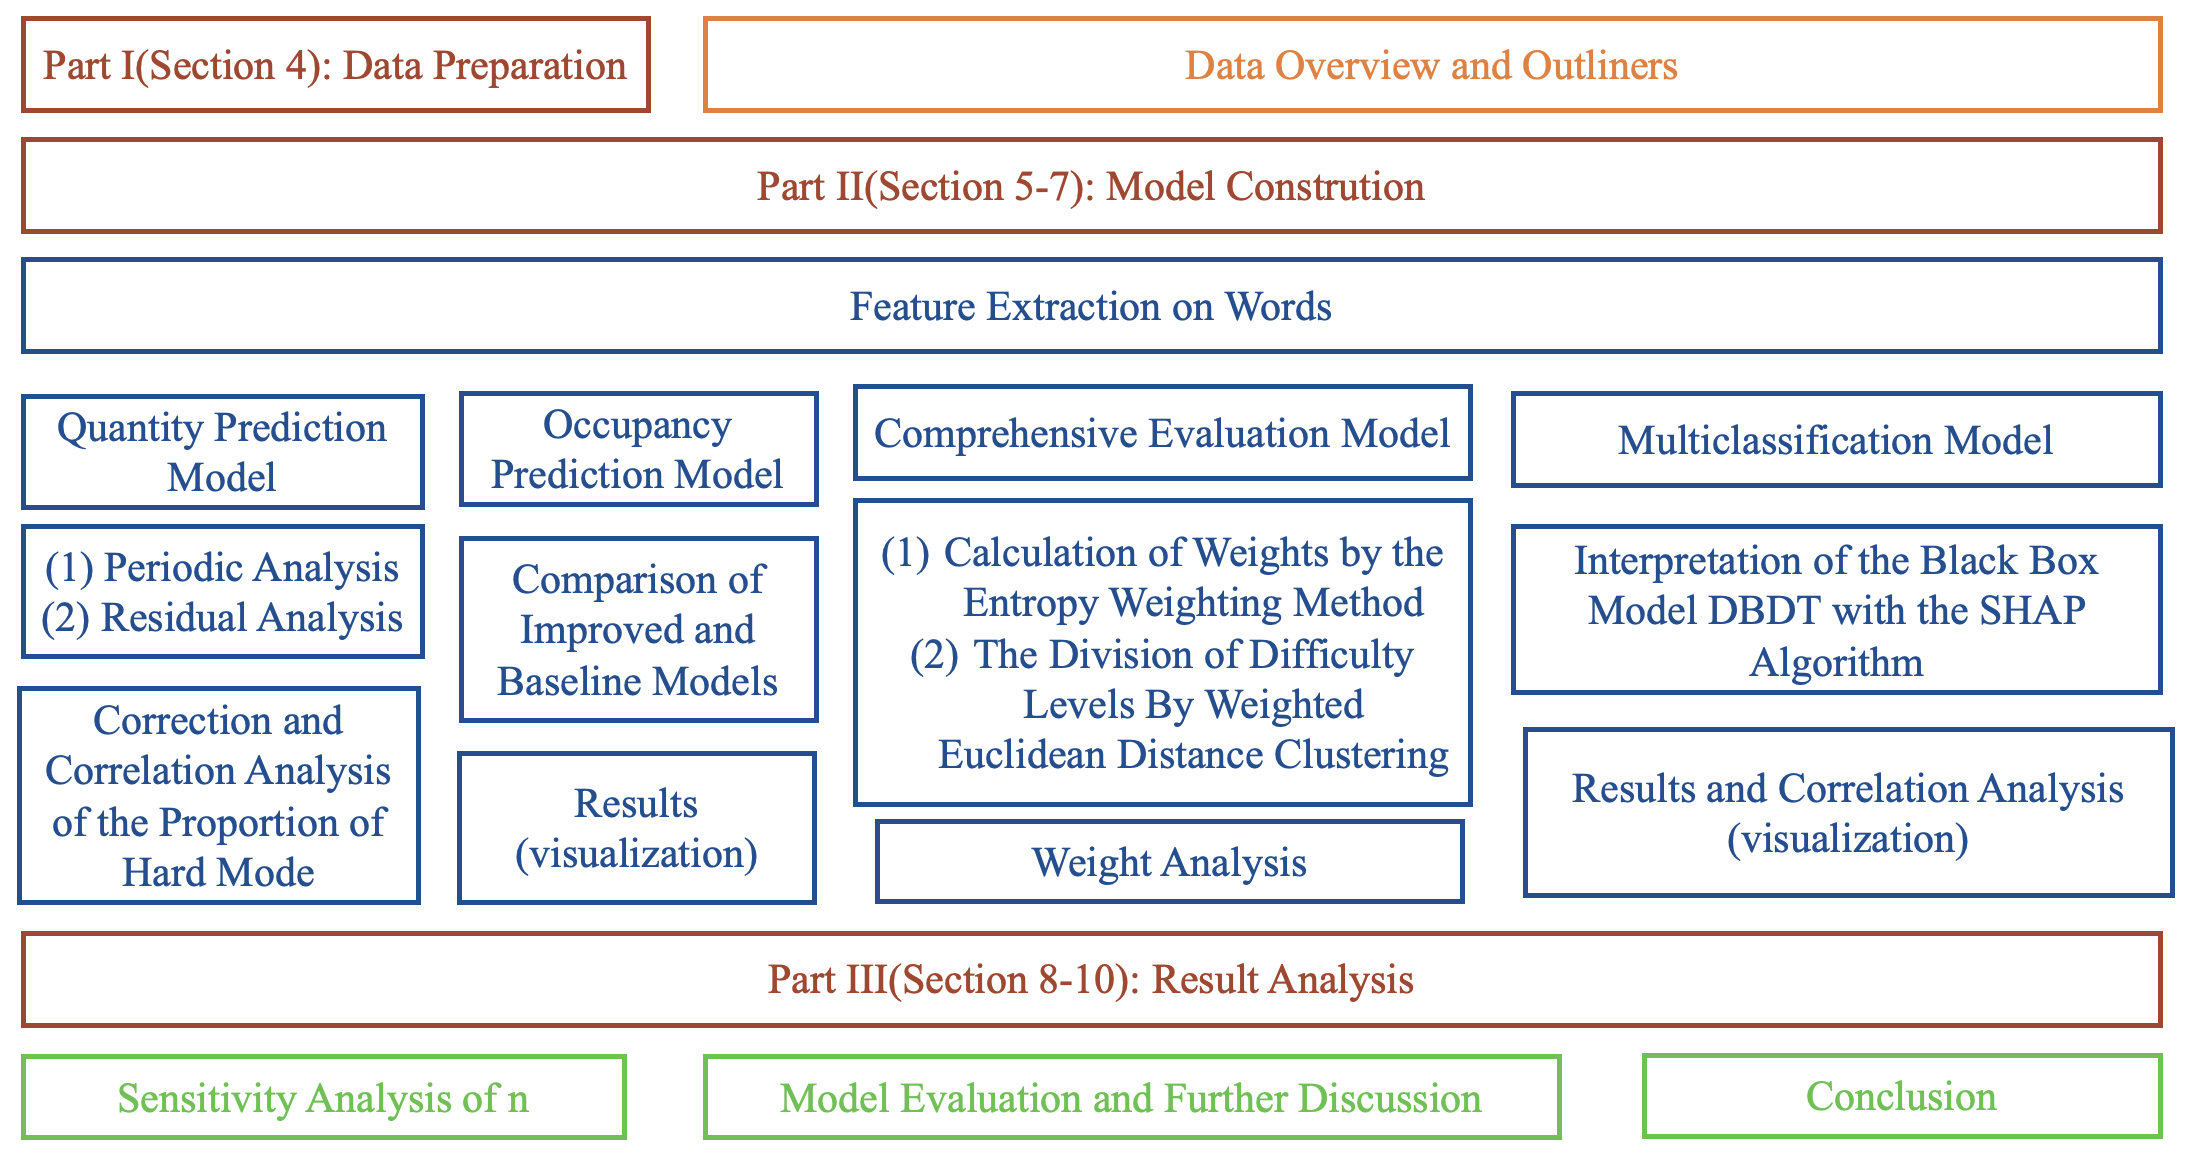 Part I(Section 4): Data Preparation
Data Overview and Outliners
Part II(Section 5-7): Model Constrution
Feature Extraction on Words
Quantity Prediction
Model
(1) Periodic Analysis
(2) Residual Analysis
Correction and
Correlation Analysis
of the Proportion of
Hard Mode
Occupancy
Prediction Model
Comparison of
Improved and
Baseline Models
Results
(visualization)
Comprehensive Evaluation Model
(1) Calculation of Weights by the
Entropy Weighting Method
(2) The Division of Difficulty
Levels By Weighted
Euclidean Distance Clustering
Weight Analysis
Multiclassification Model
Interpretation of the Black Box
Model DBDT with the SHAP
Algorithm
Results and Correlation Analysis
(visualization)
Part III(Section 8-10): Result Analysis
Sensitivity Analysis of n
Model Evaluation and Further Discussion
Conclusion